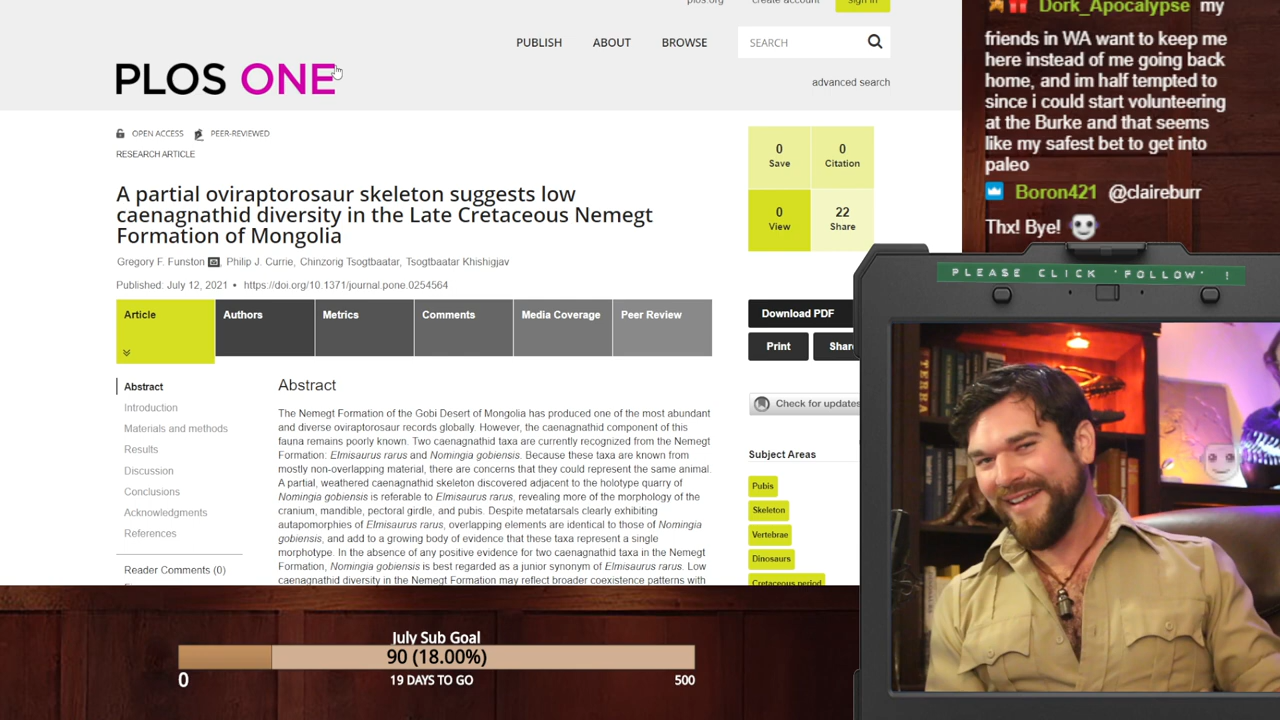 plos.org
create account
sign in
PUBLISH
ABOUT
BROWSE
SEARCH
PLOS ONE
advanced search
OPEN ACCESS
PEER-REVIEWED
RESEARCH ARTICLE
A partial oviraptorosaur skeleton suggests low
caenagnathid diversity in the Late Cretaceous Nemegt
Formation of Mongolia
Gregory F. Funston , Philip J. Currie, Chinzorig Tsogtbaatar, Tsogtbaatar Khishigjav
Published: July 12, 2021 • https://doi.org/10.1371/journal.pone.0254564
0
Save
0
Citation
0
View
22
Share
Article
Authors
Metrics
Comments
Media Coverage
Peer Review
Download PDF
Print
Share
Check for updates
Abstract
Introduction
Materials and methods
Results
Discussion
Conclusions
Acknowledgments
References
Reader Comments (0)
Abstract
The Nemegt Formation of the Gobi Desert of Mongolia has produced one of the most abundant
and diverse oviraptorosaur records globally. However, the caenagnathid component of this
fauna remains poorly known. Two caenagnathid taxa are currently recognized from the Nemegt
Formation: Elmisaurus rarus and Nomingia gobiensis. Because these taxa are known from
mostly non-overlapping material, there are concerns that they could represent the same animal.
A partial, weathered caenagnathid skeleton discovered adjacent to the holotype quarry of
Nomingia gobiensis is referable to Elmisaurus rarus, revealing more of the morphology of the
cranium, mandible, pectoral girdle, and pubis. Despite metatarsals clearly exhibiting
autapomorphies of Elmisaurus rarus, overlapping elements are identical to those of Nomingia
gobiensis, and add to a growing body of evidence that these taxa represent a single
morphotype. In the absence of any positive evidence for two caenagnathid taxa in the Nemegt
Formation, Nomingia gobiensis is best regarded as a junior synonym of Elmisaurus rarus. Low
caenagnathid diversity in the Nemegt Formation may reflect broader coexistence patterns with
Subject Areas
Pubis
Skeleton
Vertebrae
Dinosaurs
Cretaceous period
Dork_Apocalypse my
friends in WA want to keep me
here instead of me going back
home, and im half tempted to
since i could start volunteering
at the Burke and that seems
like my safest bet to get into
paleo
Boron421 @claireburr
Thx! Bye!
PLEASE CLICK 'FOLLOW' !
TERRA
July Sub Goal
90 (18.00%)
0
19 DAYS TO GO
500